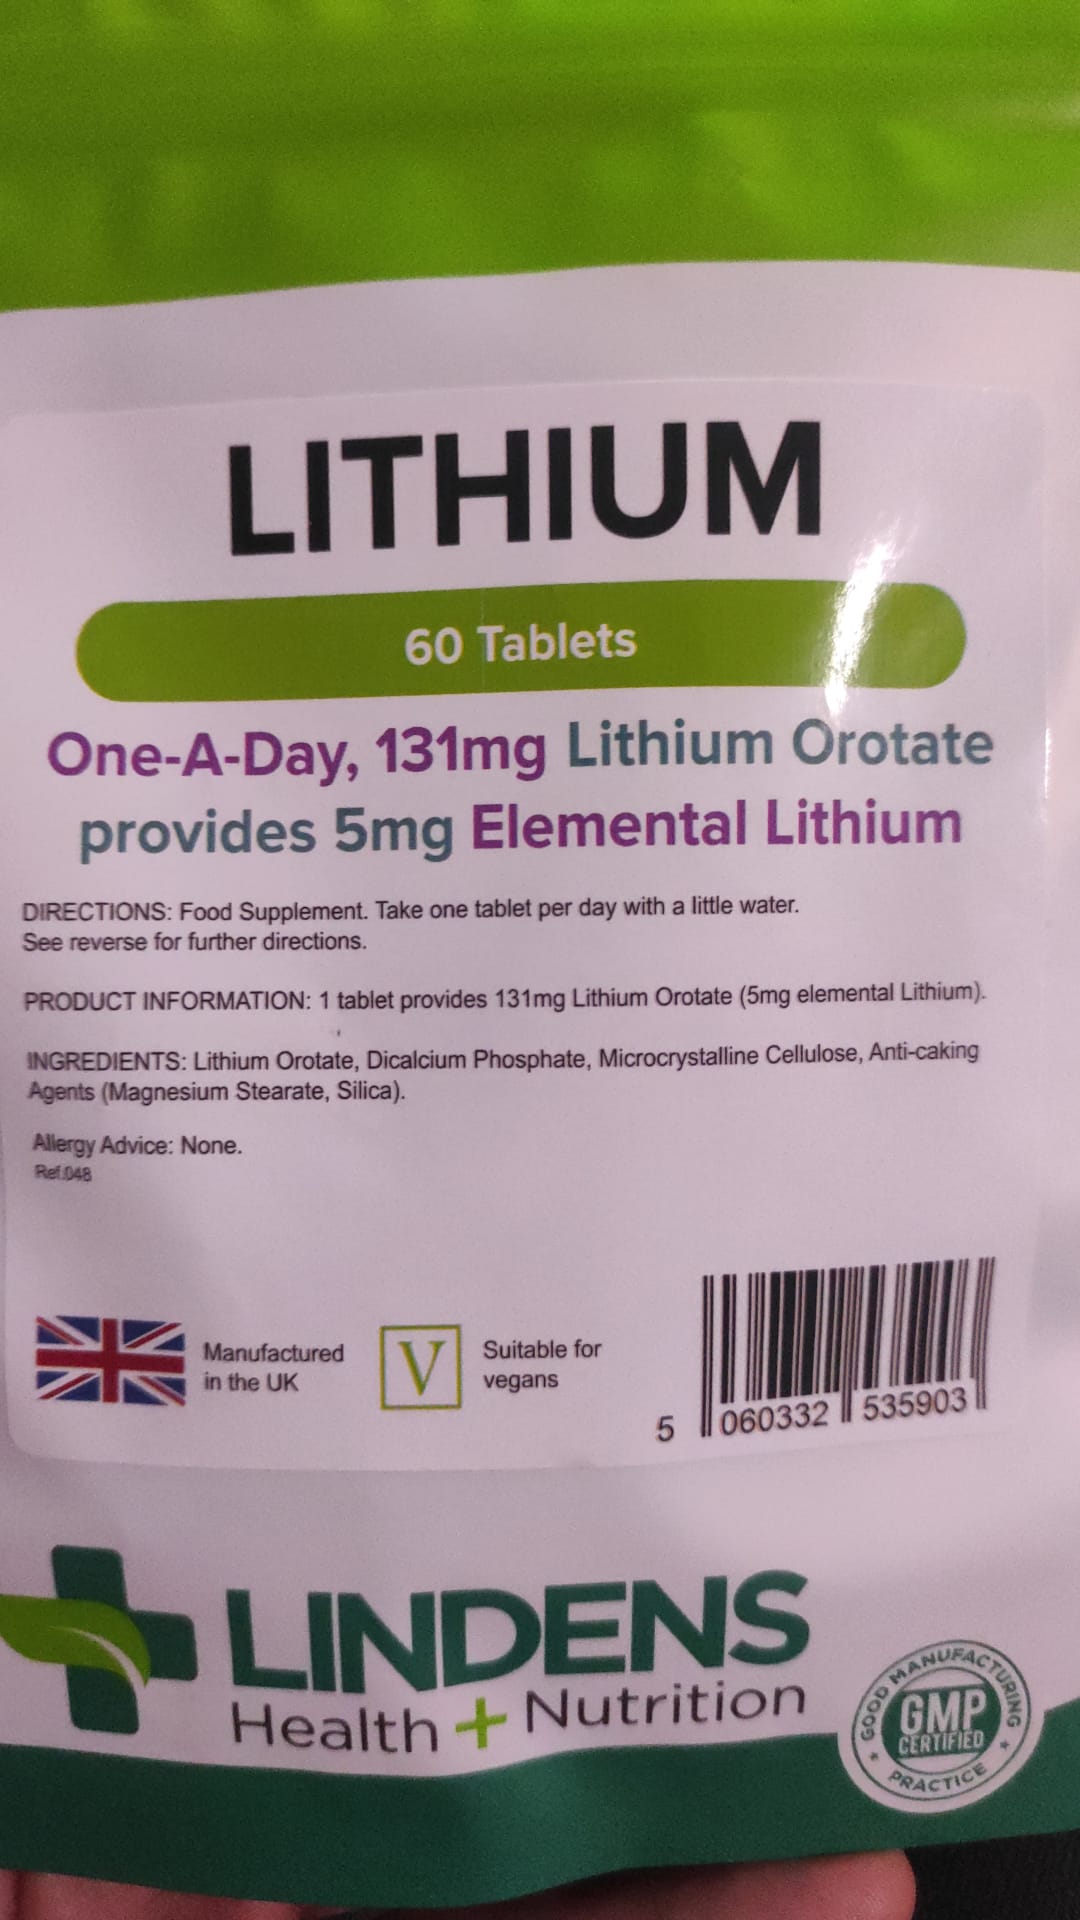 LITHIUM
60 Tablets
One-A-Day, 131mg Lithium Orotate
provides 5mg Elemental Lithium
DIRECTIONS: Food Supplement. Take one tablet per day with a little water.
See reverse for further directions.
PRODUCT INFORMATION: 1 tablet provides 131mg Lithium Orotate (5mg elemental Lithium).
INGREDIENTS: Lithium Orotate, Dicalcium Phosphate, Microcrystalline Cellulose, Anti-caking
Agents (Magnesium Stearate, Silica).
Allergy Advice: None.
Ref.048
Manufactured
in the UK
V
Suitable for
vegans
5 060332 535903
LINDENS
Health + Nutrition
GOOD MANUFACTURING
GMP
CERTIFIED
PRACTICE